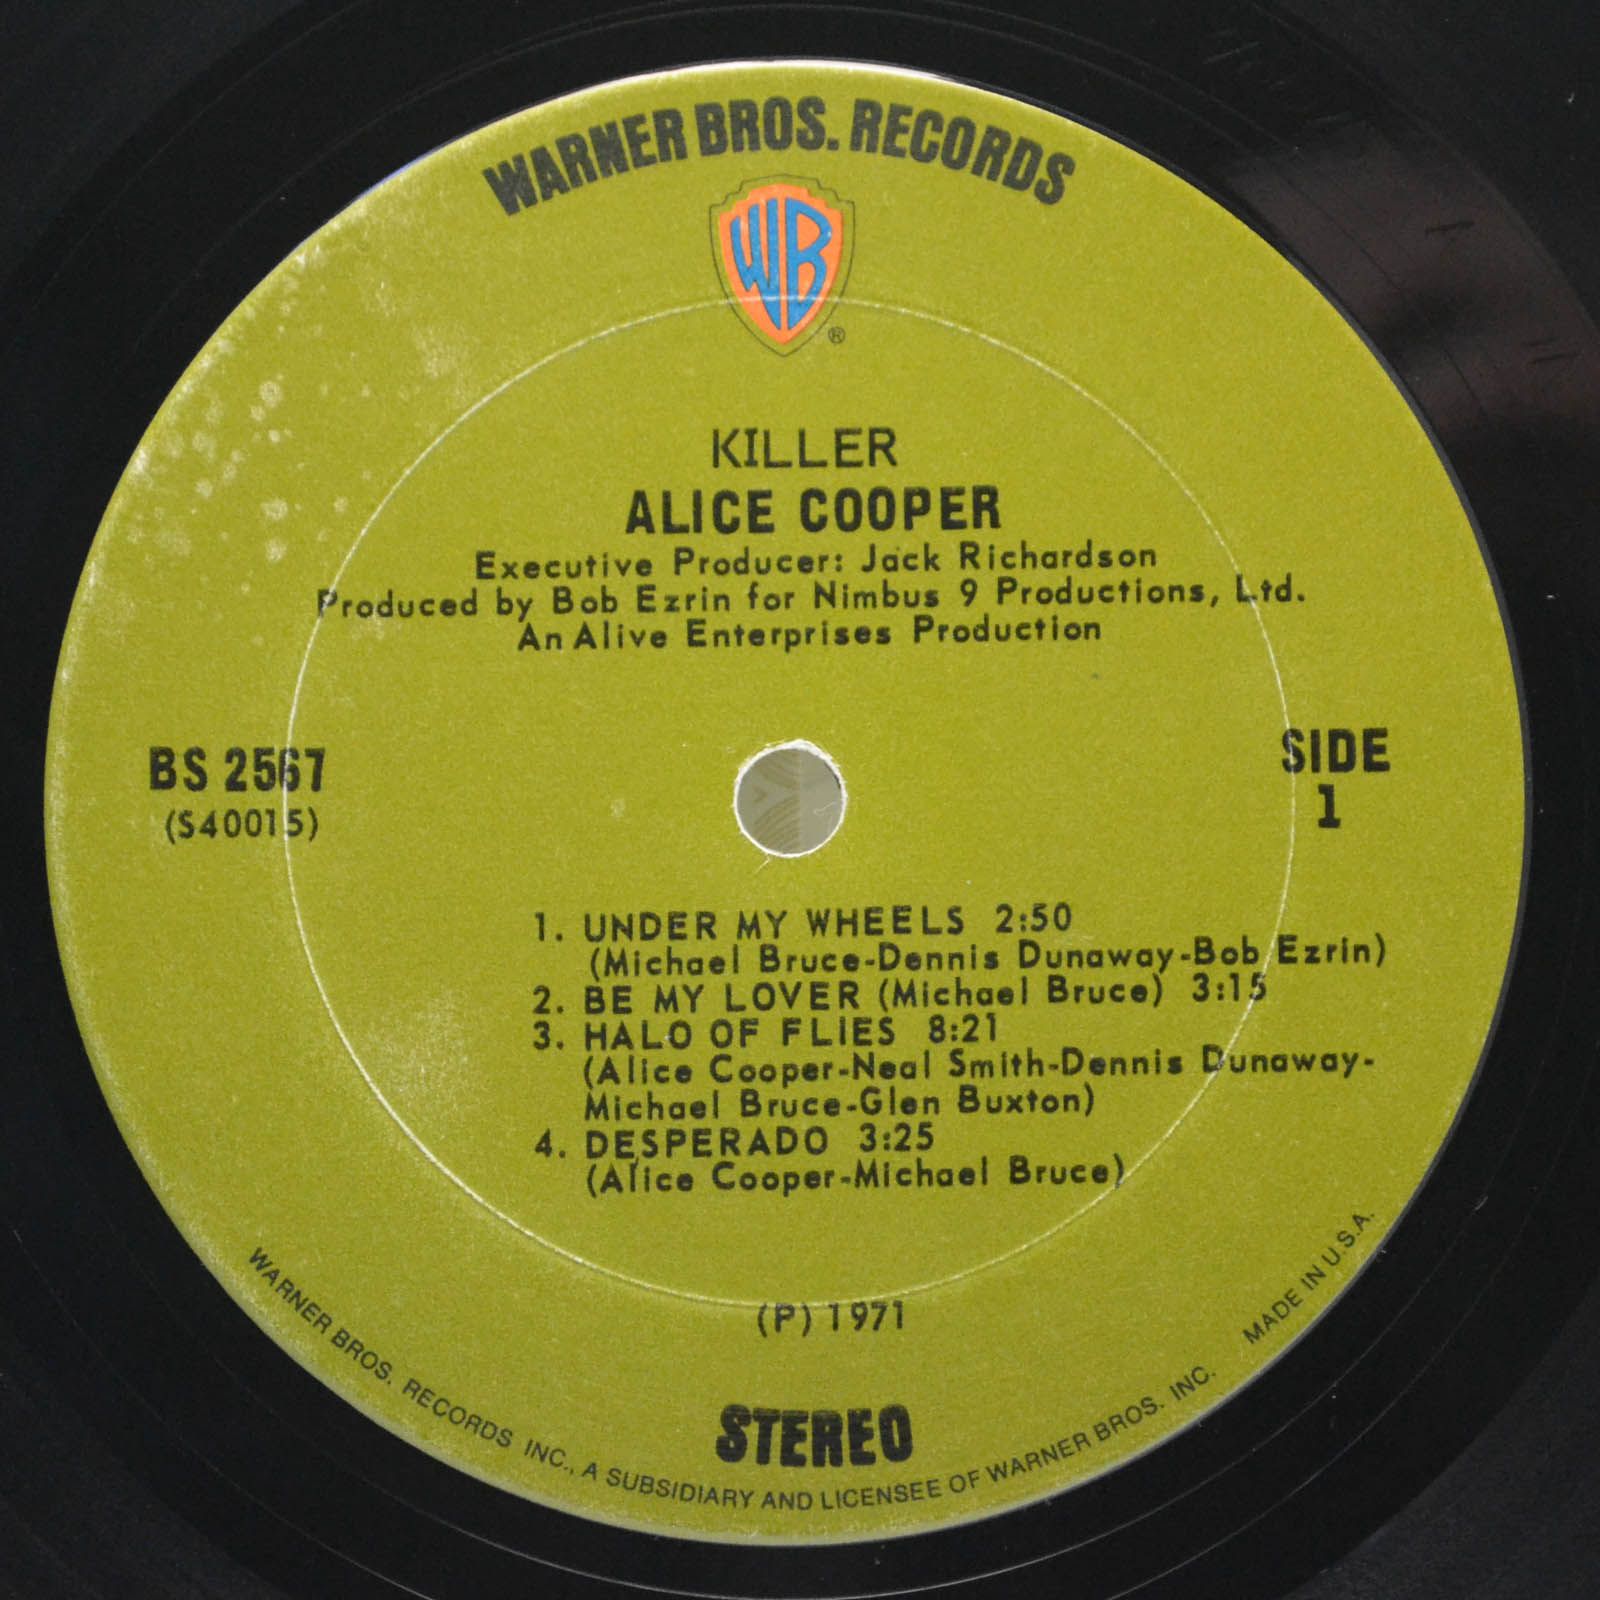 WARNER BROS. RECORDS
WB
®
KILLER
ALICE COOPER
Executive Producer: Jack Richardson
Produced by Bob Ezrin for Nimbus 9 Productions, Ltd.
An Alive Enterprises Production
BS 2567
(S40015)
SIDE
1
1. UNDER MY WHEELS 2:50
(Michael Bruce-Dennis Dunaway-Bob Ezrin)
2. BE MY LOVER (Michael Bruce) 3:15
3. HALO OF FLIES 8:21
(Alice Cooper-Neal Smith-Dennis Dunaway-
Michael Bruce-Glen Buxton)
4. DESPERADO 3:25
(Alice Cooper-Michael Bruce)
(P) 1971
STEREO
WARNER BROS. RECORDS INC., A SUBSIDIARY AND LICENSEE OF WARNER BROS. INC. MADE IN U.S.A.